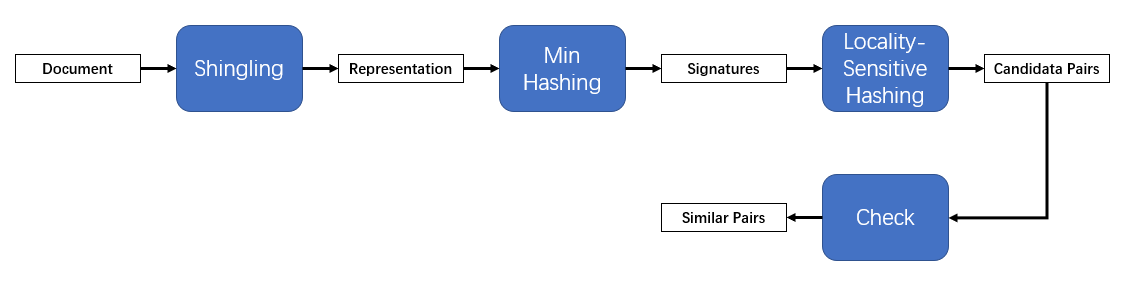 Document
Shingling
Representation
Min
Hashing
Signatures
Locality-
Sensitive
Hashing
Candidata Pairs
Similar Pairs
Check